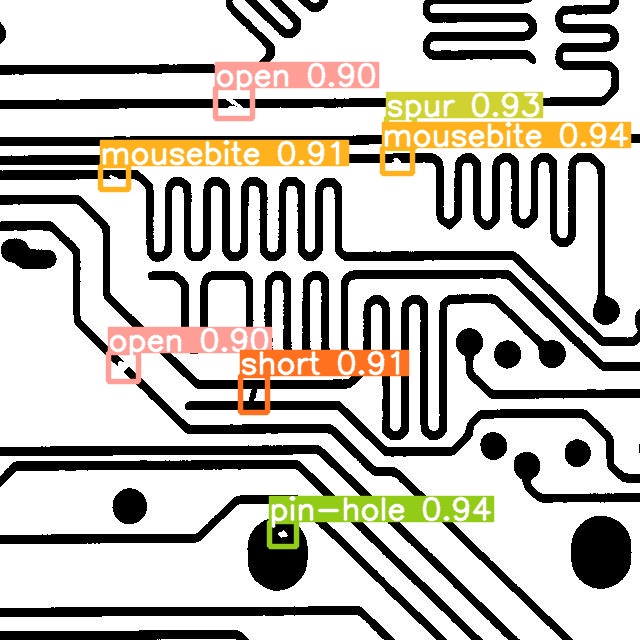 open 0.90
spur 0.93
mousebite 0.94
mousebite 0.91
open 0.90
short 0.91
pin-hole 0.94